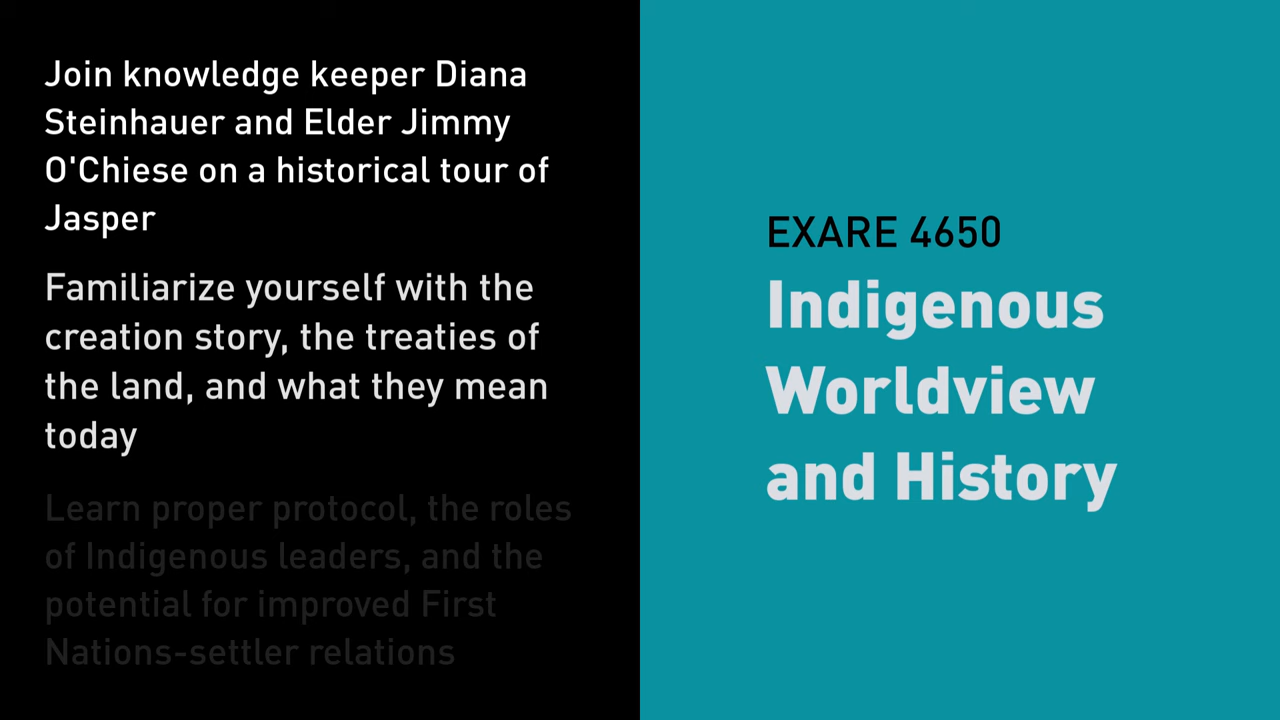 Join knowledge keeper Diana
Steinhauer and Elder Jimmy
O'Chiese on a historical tour of
Jasper
Familiarize yourself with the
creation story, the treaties of
the land, and what they mean
today
Learn proper protocol, the roles
of Indigenous leaders, and the
potential for improved First
Nations-settler relations
EXARE 4650
Indigenous
Worldview
and History